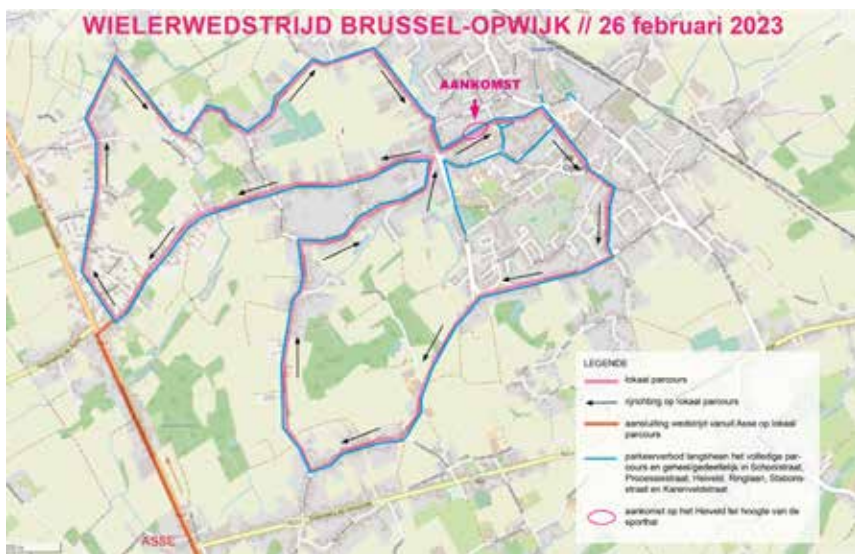 WIELERWEDSTRIJD BRUSSEL-OPWIJK // 26 februari 2023
AANKOMST
LEGENDE
lokaal parcours
rijrichting op lokaal parcours
aansluiting wedstrijd vanuit Asse op lokaal
parcours
parkeerverbod langsheen het volledige par-
cours en geheel/gedeeltelijk in Schoolstraat,
Processiestraat, Heiveld, Ringlaan, Stations-
straat en Karenveldstraat
aankomst op het Heiveld ter hoogte van de
sporthal
ASSE